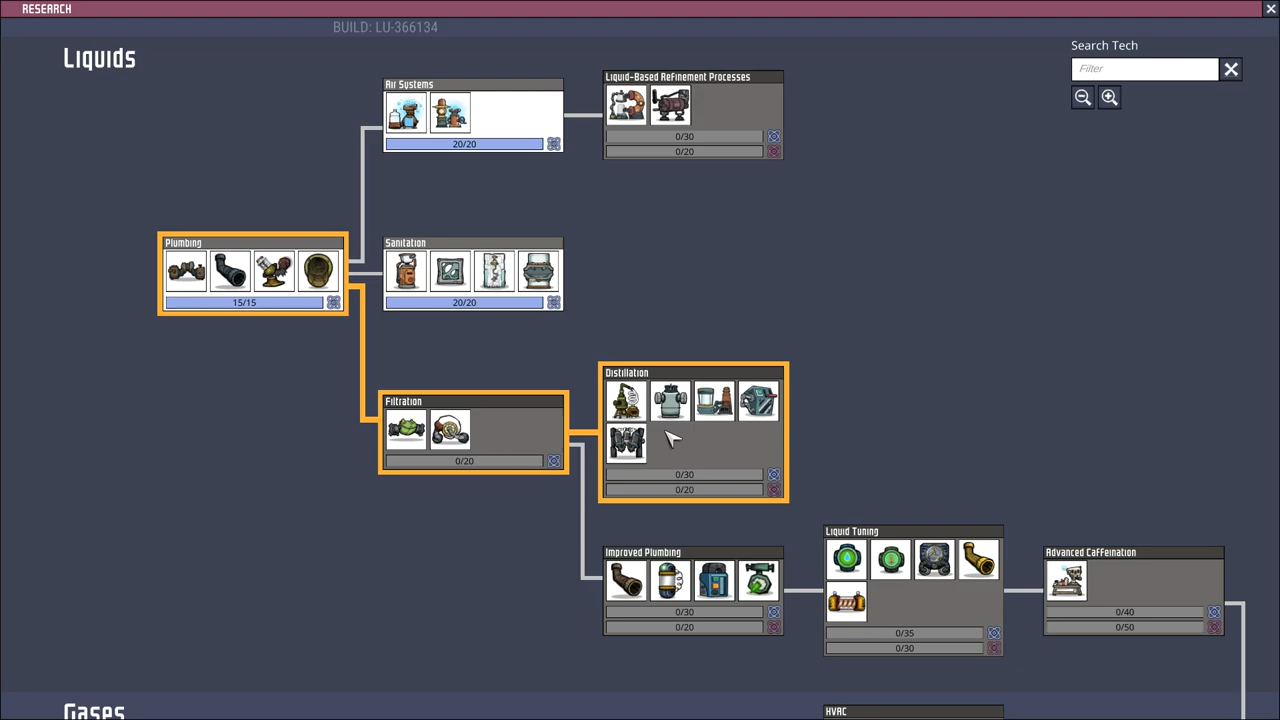 RESEARCH
BUILD: LU-366134
Liquids
Search Tech
Filter
Air Systems
20/20
Liquid-Based Refinement Processes
0/30
0/20
Plumbing
15/15
Sanitation
20/20
Filtration
0/20
Distillation
0/30
0/20
Improved Plumbing
0/30
0/20
Liquid Tuning
0/35
0/30
Advanced Caffeination
0/40
0/50
Gases
HVAC